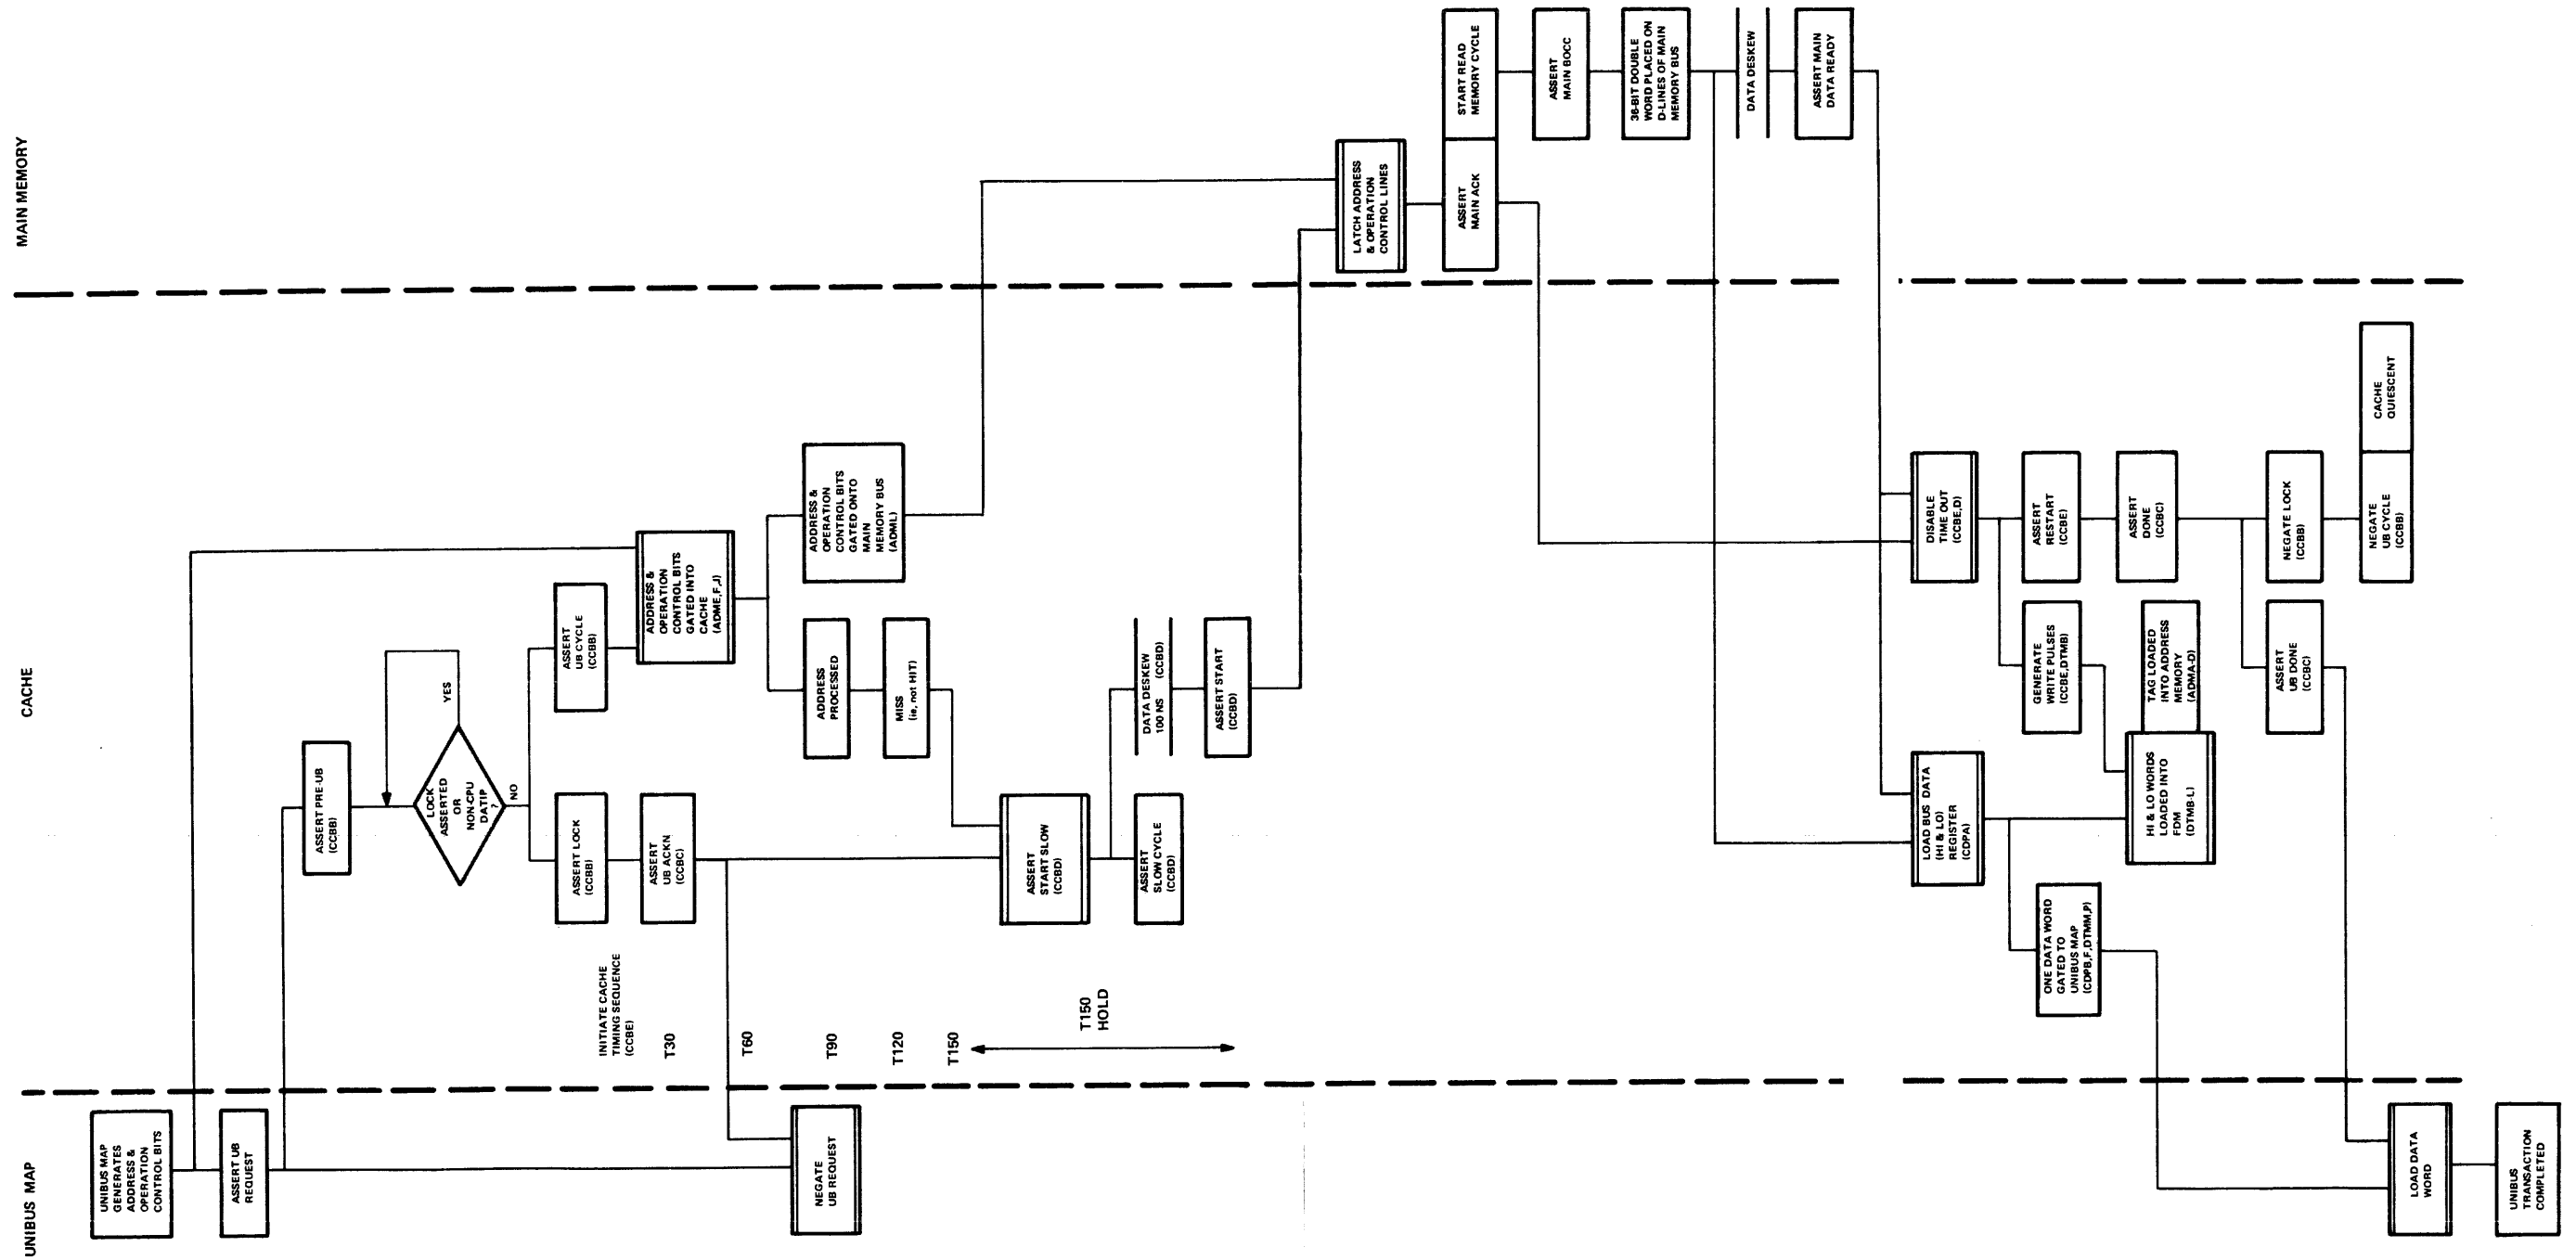 UNIBUS MAP
CACHE
MAIN MEMORY
UNIBUS MAP
GENERATES
ADDRESS &
OPERATION
CONTROL BITS
ASSERT UB
REQUEST
ASSERT PRE-UB
(CCBB)
LOCK
ASSERTED
OR
NON-CPU
DATIP
?
YES
NO
ASSERT LOCK
(CCBB)
ASSERT
UB CYCLE
(CCBB)
INITIATE CACHE
TIMING SEQUENCE
(CCBE)
T30
ASSERT
UB ACKN
(CCBC)
ADDRESS &
OPERATION
CONTROL BITS
GATED INTO
CACHE
(ADME,F,J)
T60
NEGATE
UB REQUEST
T90
ADDRESS
PROCESSED
ADDRESS &
OPERATION
CONTROL BITS
GATED ONTO
MAIN
MEMORY BUS
(ADML)
T120
MISS
(ie, not HIT)
T150
T150
HOLD
ASSERT
START SLOW
(CCBD)
ASSERT
SLOW CYCLE
(CCBD)
DATA DESKEW
100 NS (CCBD)
ASSERT START
(CCBD)
LATCH ADDRESS
& OPERATION
CONTROL LINES
ASSERT
MAIN ACK
START READ
MEMORY CYCLE
ASSERT
MAIN BOCC
36-BIT DOUBLE
WORD PLACED ON
D-LINES OF MAIN
MEMORY BUS
DATA DESKEW
ASSERT MAIN
DATA READY
LOAD BUS DATA
(HI & LO)
REGISTER
(CDPA)
DISABLE
TIME OUT
(CCBE,D)
ONE DATA WORD
GATED TO
UNIBUS MAP
(CDPB,F,DTMM,P)
GENERATE
WRITE PULSES
(CCBE,DTMB)
ASSERT
RESTART
(CCBE)
HI & LO WORDS
LOADED INTO
FDM
(DTMB-L)
TAG LOADED
INTO ADDRESS
MEMORY
(ADMA-D)
ASSERT
DONE
(CCBC)
ASSERT
UB DONE
(CCBC)
NEGATE LOCK
(CCBB)
NEGATE
UB CYCLE
(CCBB)
CACHE
QUIESCENT
LOAD DATA
WORD
UNIBUS
TRANSACTION
COMPLETED